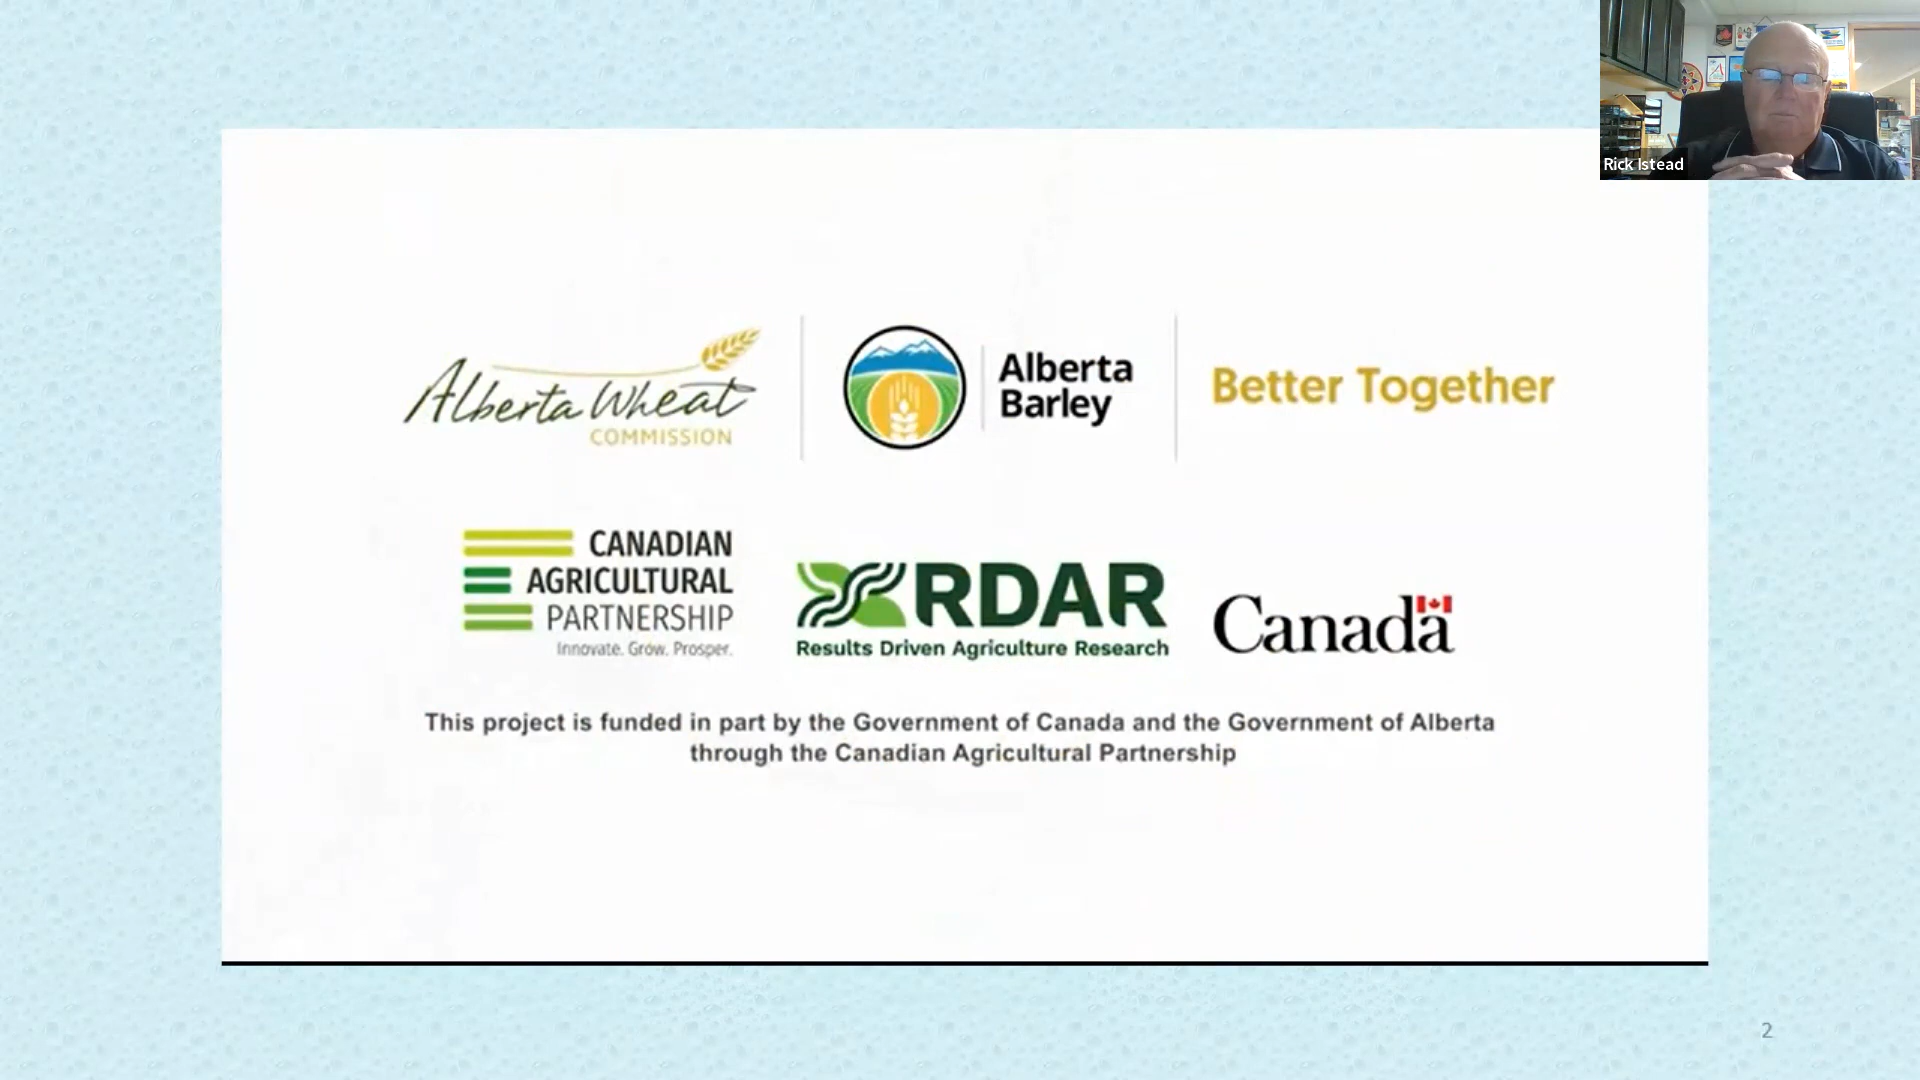 Rick Istead
Alberta Wheat
COMMISSION
Alberta
Barley
Better Together
CANADIAN
AGRICULTURAL
PARTNERSHIP
Innovate. Grow. Prosper.
RDAR
Results Driven Agriculture Research
Canada
This project is funded in part by the Government of Canada and the Government of Alberta
through the Canadian Agricultural Partnership
2